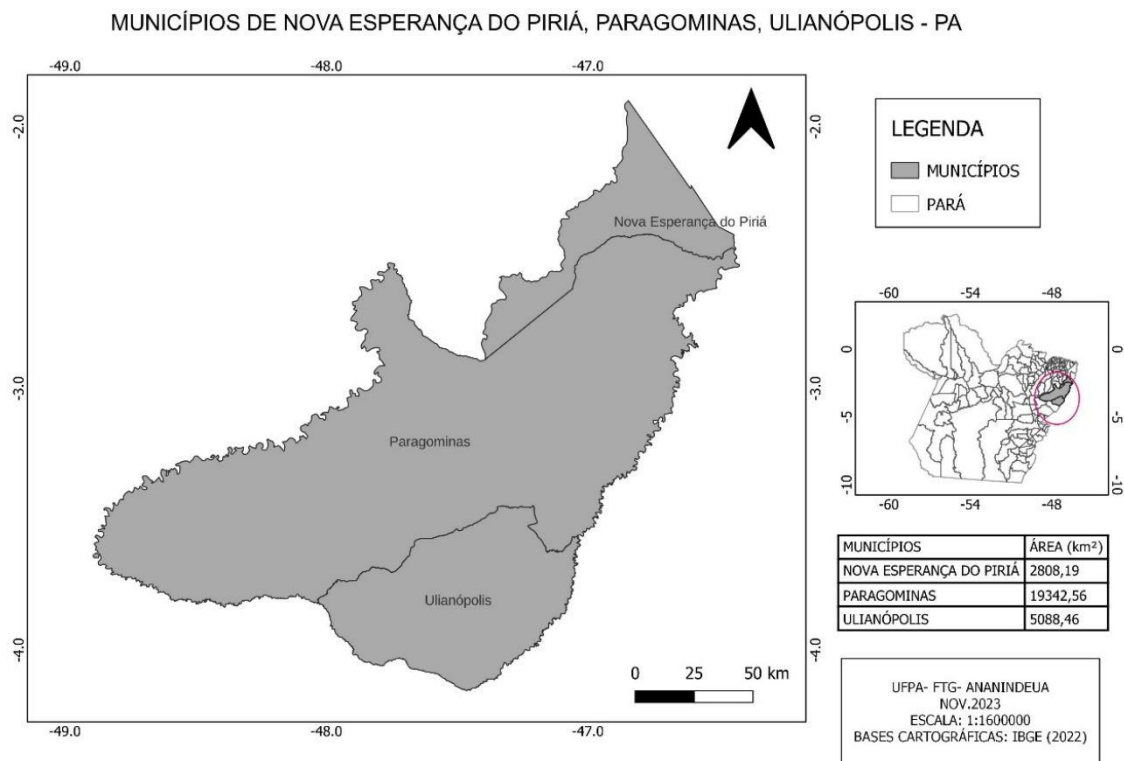 MUNICÍPIOS DE NOVA ESPERANÇA DO PIRIÁ, PARAGOMINAS, ULIANÓPOLIS - PA
-49.0 -48.0 -47.0
-2.0 -2.0
-3.0 -3.0
-4.0 -4.0
-49.0 -48.0 -47.0
Nova Esperança do Piriá
Paragominas
Ulianópolis
0 25 50 km
LEGENDA
MUNICÍPIOS
PARÁ
-60 -54 -48
0 0
-5 -5
-10 -10
-60 -54 -48
MUNICÍPIOS ÁREA (km²)
NOVA ESPERANÇA DO PIRIÁ 2808,19
PARAGOMINAS 19342,56
ULIANÓPOLIS 5088,46
UFPA- FTG- ANANINDEUA
NOV.2023
ESCALA: 1:1600000
BASES CARTOGRÁFICAS: IBGE (2022)